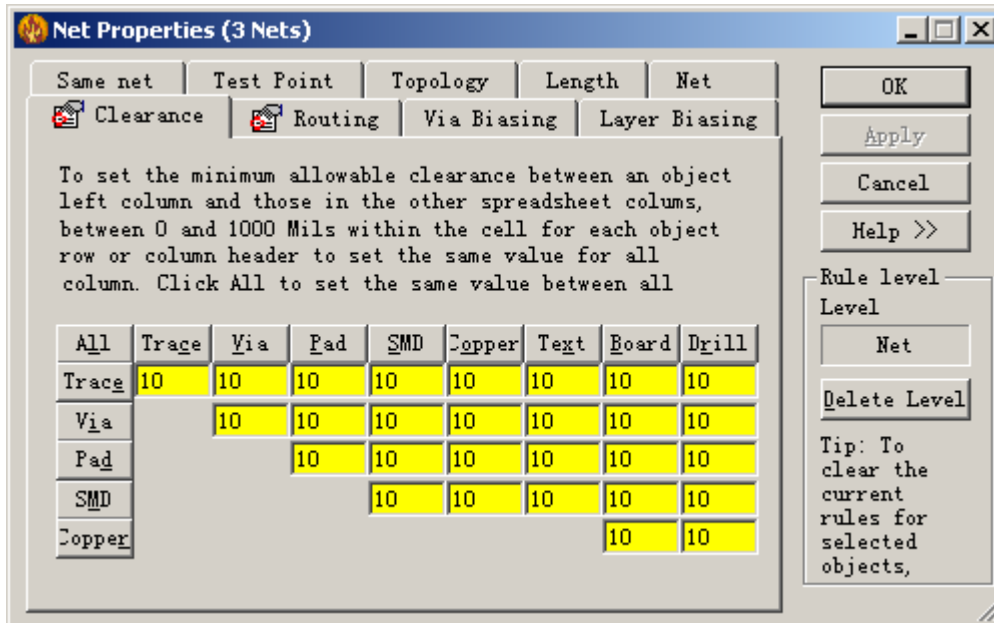 Net Properties (3 Nets)
Same net Test Point Topology Length Net
Clearance Routing Via Biasing Layer Biasing
To set the minimum allowable clearance between an object
left column and those in the other spreadsheet colums,
between 0 and 1000 Mils within the cell for each object
row or column header to set the same value for all
column. Click All to set the same value between all
All Trace Via Pad SMD Copper Text Board Drill
Trace 10 10 10 10 10 10 10 10
Via 10 10 10 10 10 10 10
Pad 10 10 10 10 10 10
SMD 10 10 10 10 10
Copper 10 10
OK
Apply
Cancel
Help >>
Rule level
Level
Net
Delete Level
Tip: To
clear the
current
rules for
selected
objects,